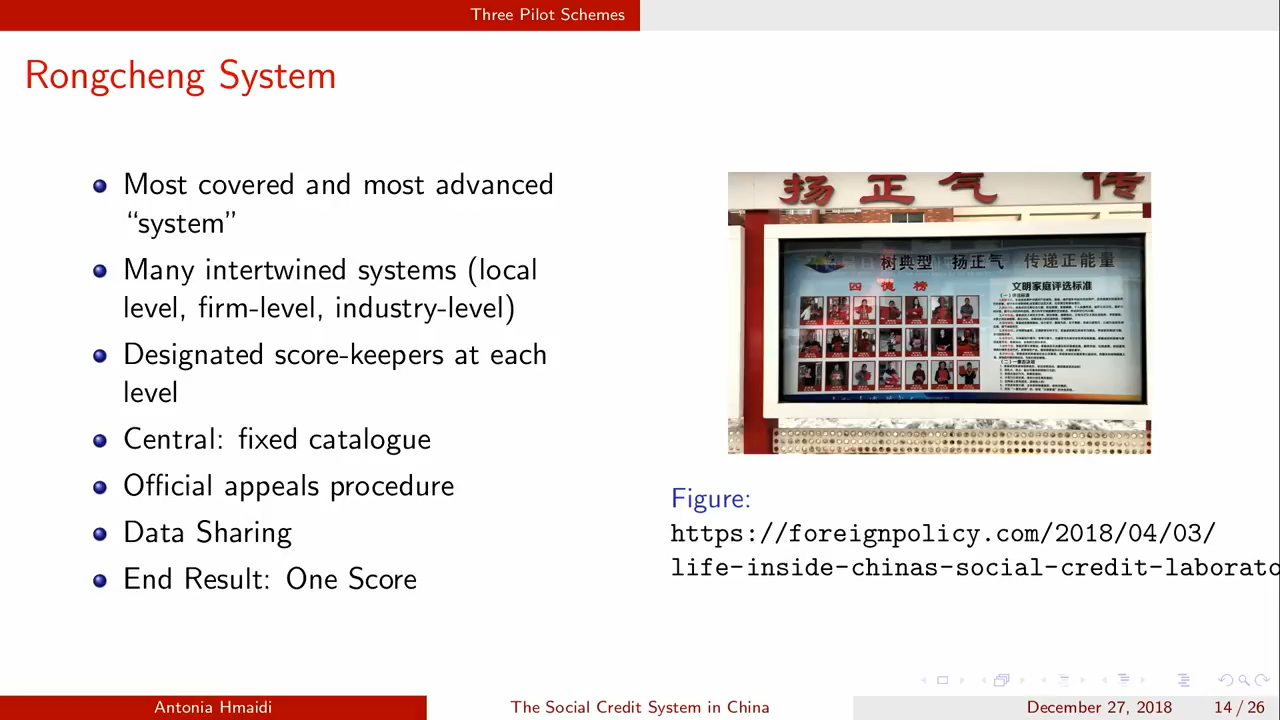 Three Pilot Schemes
Rongcheng System
Most covered and most advanced
“system”
Many intertwined systems (local
level, firm-level, industry-level)
Designated score-keepers at each
level
Central: fixed catalogue
Official appeals procedure
Data Sharing
End Result: One Score
扬正气 传
树典型 扬正气 传递正能量
四德榜
文明家庭评选标准
Figure:
https://foreignpolicy.com/2018/04/03/
life-inside-chinas-social-credit-laborato
Antonia Hmaidi
The Social Credit System in China
December 27, 2018
14 / 26